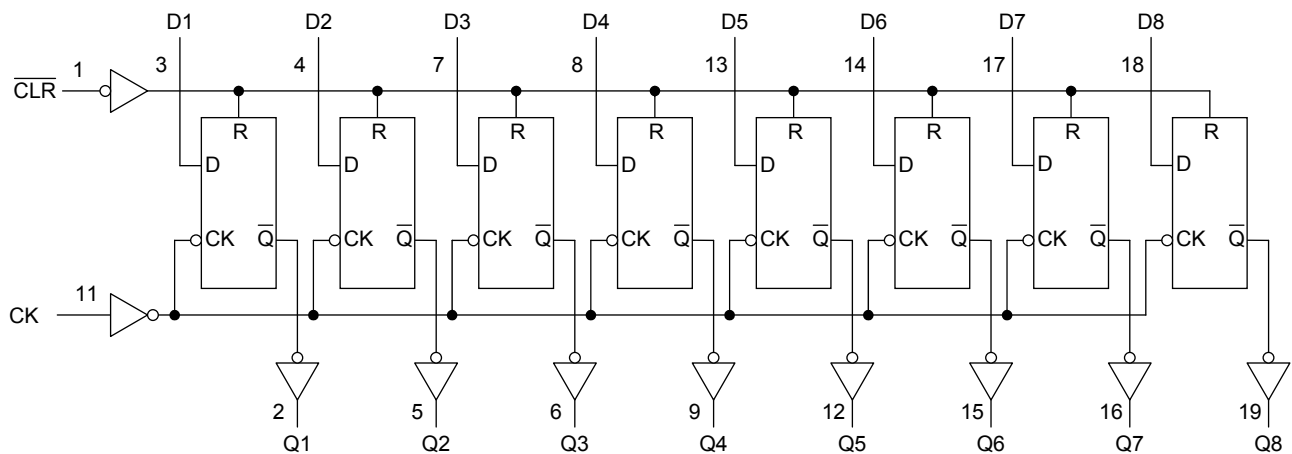 D1 D2 D3 D4 D5 D6 D7 D8
1 3 4 7 8 13 14 17 18
C̅L̅R̅
R R R R R R R R
D D D D D D D D
CK Q̅ CK Q̅ CK Q̅ CK Q̅ CK Q̅ CK Q̅ CK Q̅ CK Q̅
11
CK
2 5 6 9 12 15 16 19
Q1 Q2 Q3 Q4 Q5 Q6 Q7 Q8